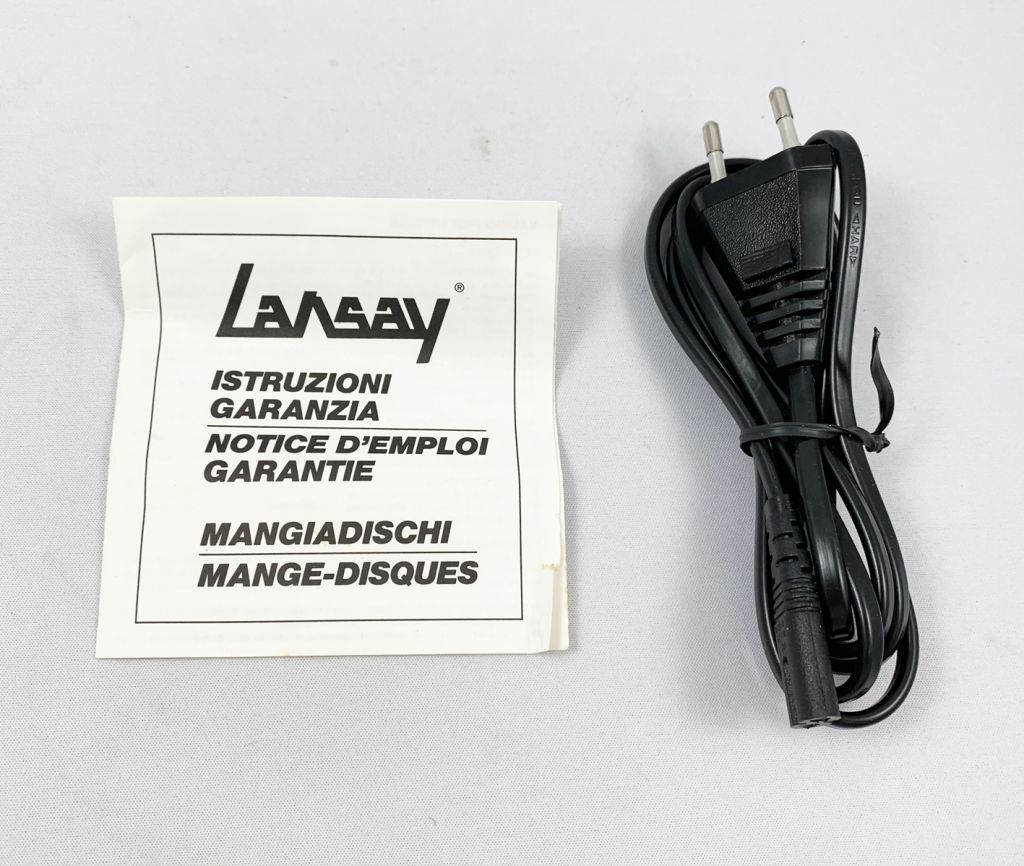 Lansay®
ISTRUZIONI
GARANZIA
NOTICE D'EMPLOI
GARANTIE
MANGIADISCHI
MANGE-DISQUES